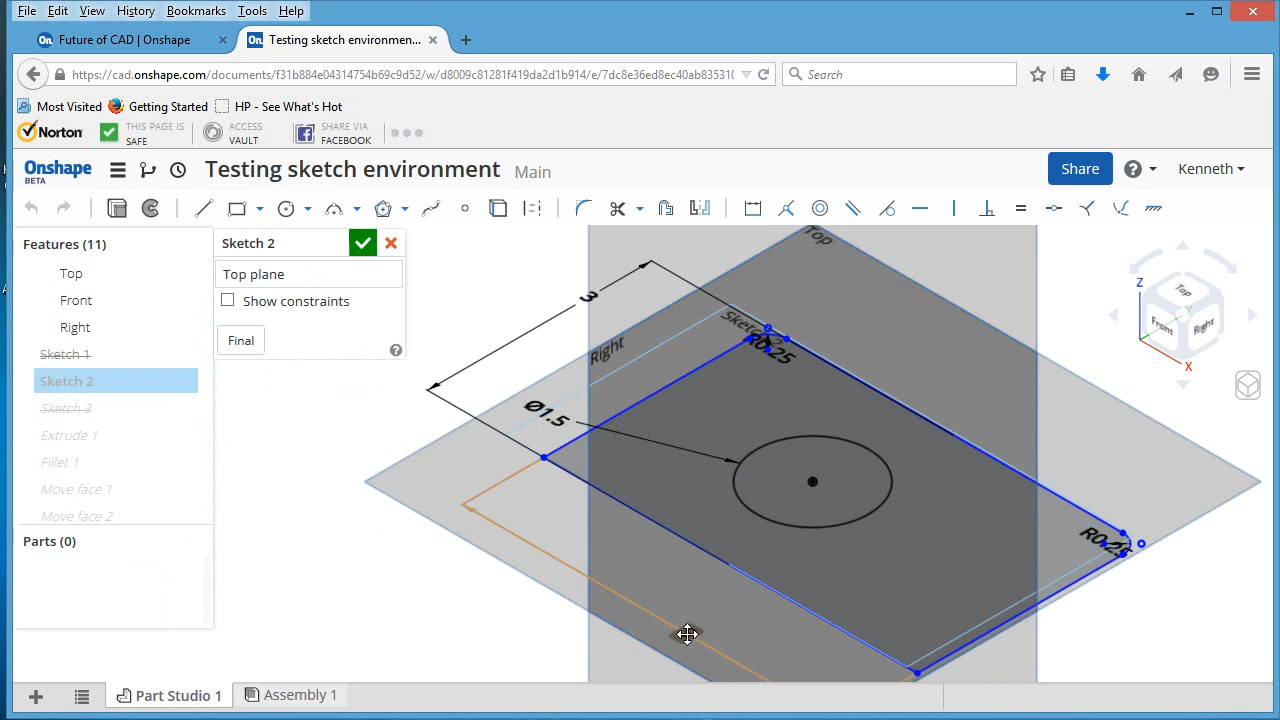 File Edit View History Bookmarks Tools Help
On Future of CAD | Onshape × On Testing sketch environmen... × +
https://cad.onshape.com/documents/ Search
Most Visited Getting Started HP - See What's Hot
Norton THIS PAGE IS SAFE ACCESS VAULT SHARE VIA FACEBOOK
Onshape BETA Testing sketch environment Main Share Kenneth
Features (11)
Top
Front
Right
Sketch 1
Sketch 2
Sketch 3
Extrude 1
Fillet 1
Move face 1
Move face 2
Parts (0)
Sketch 2
Top plane
Show constraints
Final
Top
3
Right
R0.25
Ø1.5
R0.25
Z
Top
Front
Right
X
Part Studio 1 Assembly 1